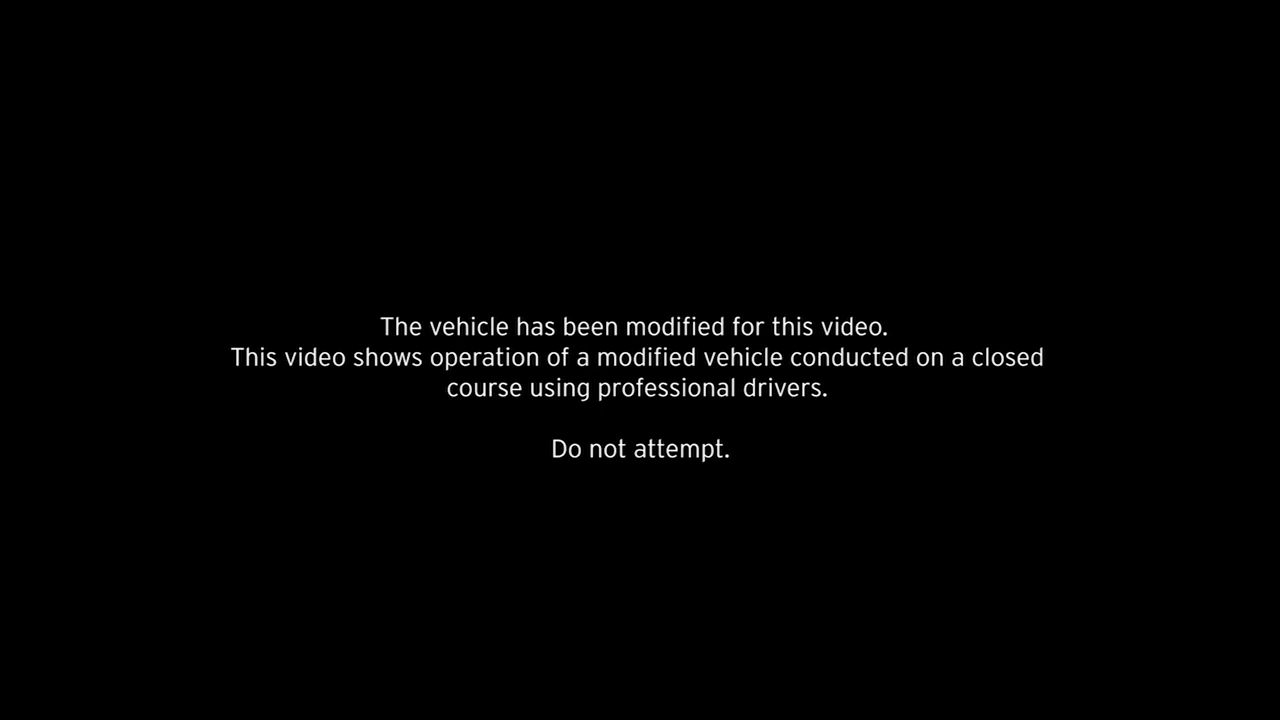 The vehicle has been modified for this video.
This video shows operation of a modified vehicle conducted on a closed
course using professional drivers.
Do not attempt.